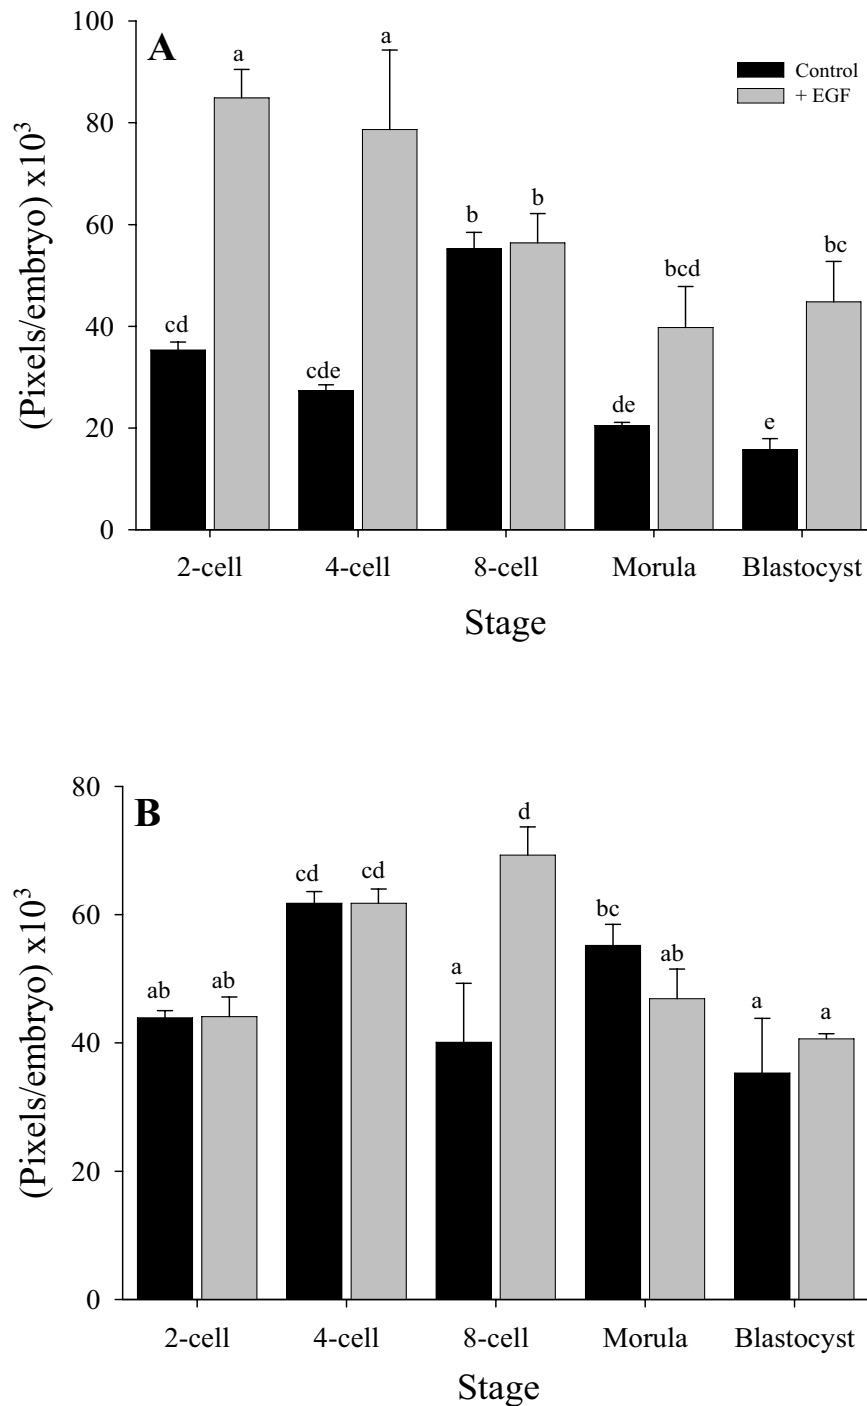 A
Control
+ EGF
(Pixels/embryo) x10³
100
80
60
40
20
0
a
a
b
b
bcd
bc
cd
cde
de
e
2-cell
4-cell
8-cell
Morula
Blastocyst
Stage
B
(Pixels/embryo) x10³
80
60
40
20
0
ab
ab
cd
cd
a
d
bc
ab
a
a
2-cell
4-cell
8-cell
Morula
Blastocyst
Stage